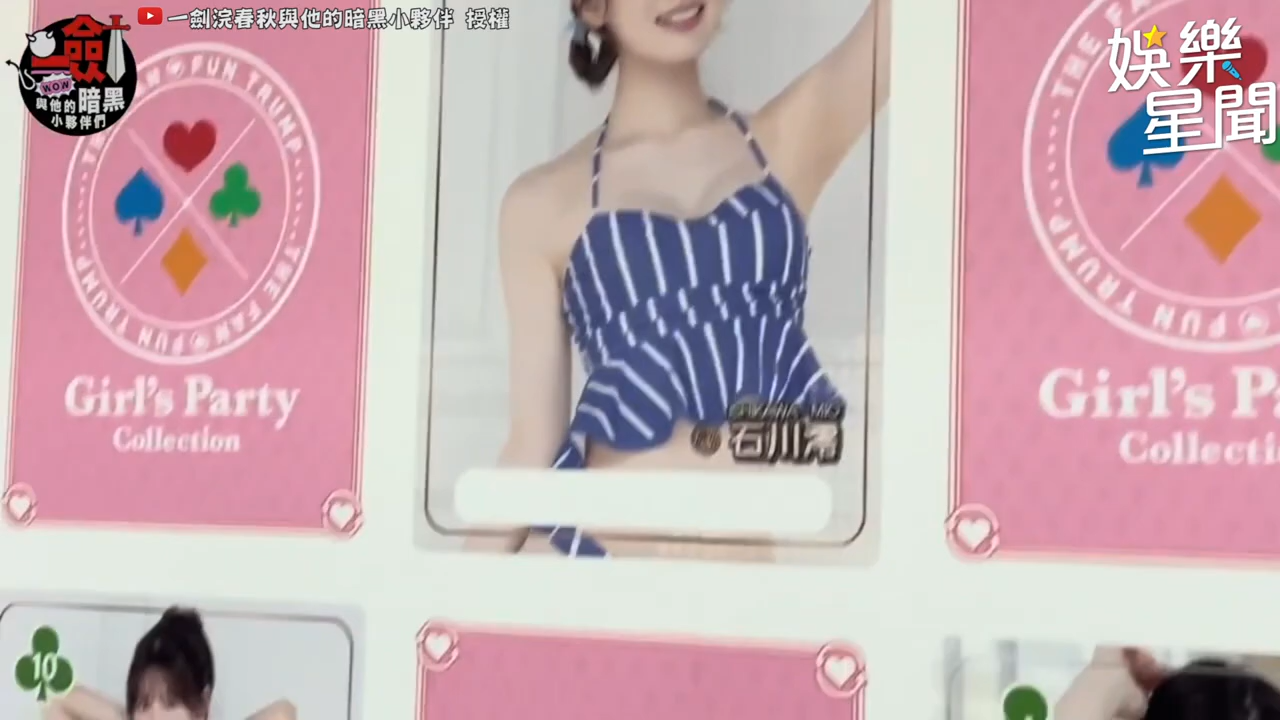 一劍浣春秋與他的暗黑小夥伴 授權
一劍
WOW
與他的暗黑
小夥伴們
娛樂
星聞
FUN TRUMP
THE FAN
FUN TRUMP
Girl's Party
Collection
石川澪
THE FA
FUN TRUMP
Girl's P
Collecti
10